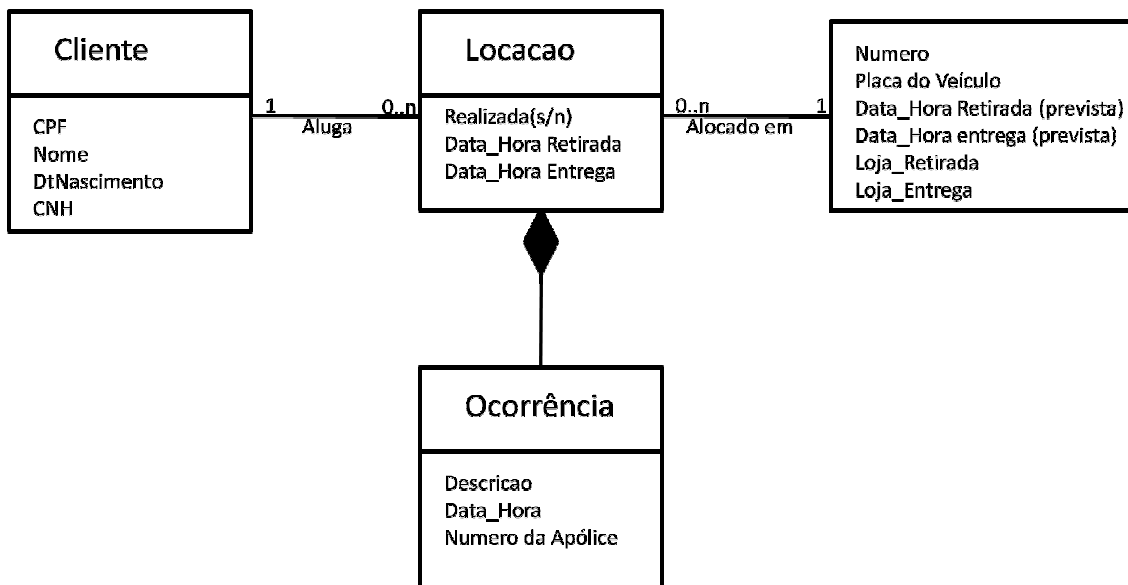 Cliente
CPF
Nome
DtNascimento
CNH
1
0..n
Aluga
Locacao
Realizada(s/n)
Data_Hora Retirada
Data_Hora Entrega
0..n
1
Alocado em
Numero
Placa do Veículo
Data_Hora Retirada (prevista)
Data_Hora entrega (prevista)
Loja_Retirada
Loja_Entrega
Ocorrência
Descricao
Data_Hora
Numero da Apólice